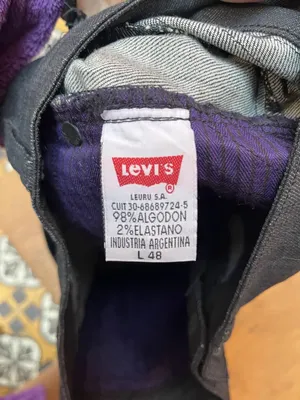 LEVI'S
®
LEURU S.A.
CUIT 30-68689724-5
98% ALGODON
2% ELASTANO
INDUSTRIA ARGENTINA
L 48